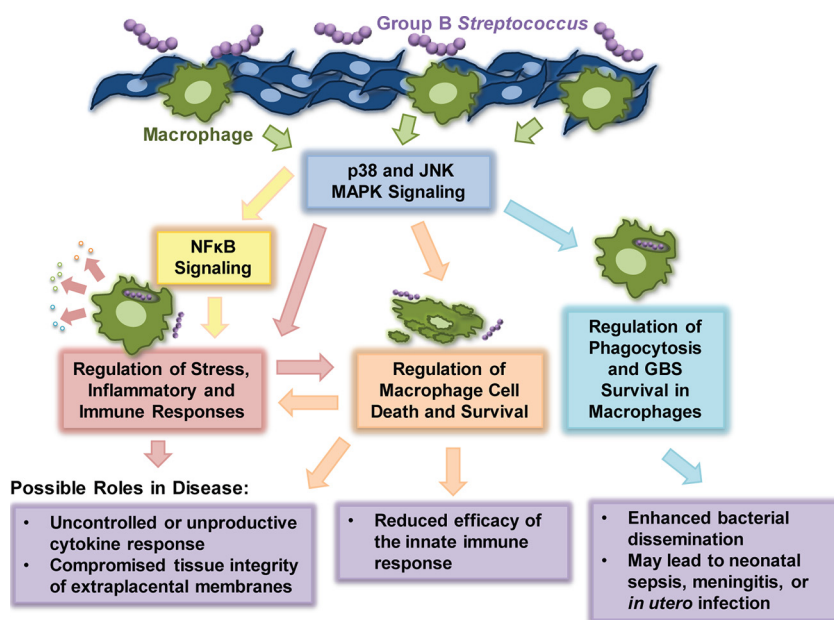 Group B Streptococcus
Macrophage
p38 and JNK
MAPK Signaling
NFκB
Signaling
Regulation of Stress,
Inflammatory and
Immune Responses
Regulation of
Macrophage Cell
Death and Survival
Regulation of
Phagocytosis
and GBS
Survival in
Macrophages
Possible Roles in Disease:
• Uncontrolled or unproductive
cytokine response
• Compromised tissue integrity
of extraplacental membranes
• Reduced efficacy of
the innate immune
response
• Enhanced bacterial
dissemination
• May lead to neonatal
sepsis, meningitis, or
in utero infection